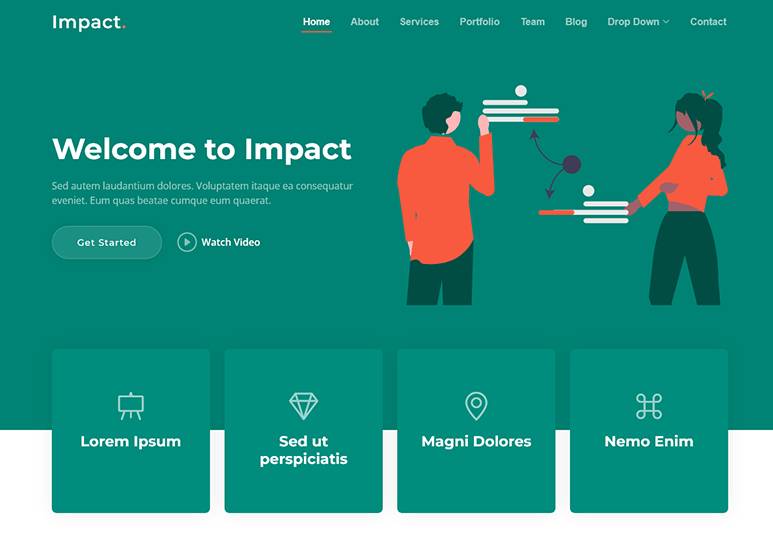 Impact.
Home About Services Portfolio Team Blog Drop Down Contact
Welcome to Impact
Sed autem laudantium dolores. Voluptatem itaque ea consequatur
eveniet. Eum quas beatae cumque eum quaerat.
Get Started Watch Video
Lorem Ipsum
Sed ut
perspiciatis
Magni Dolores
Nemo Enim